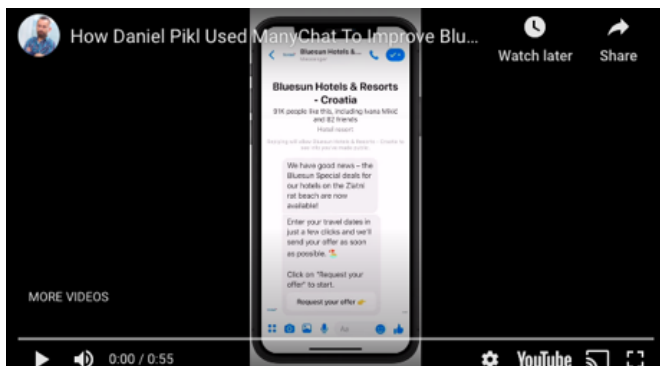 How Daniel Pikl Used ManyChat To Improve Blu...
Watch later
Share
Bluesun Hotels & ...
Messenger
Bluesun Hotels & Resorts
- Croatia
91K people like this, including Ivana Mikić
and 82 friends
Hotel resort
We have good news – the
Bluesun Special deals for
our hotels on the Zlatni
rat beach are now
available!
Enter your travel dates in
just a few clicks and we'll
send your offer as soon
as possible.
Click on "Request your
offer" to start.
Request your offer
Aa
MORE VIDEOS
0:00 / 0:55
YouTube